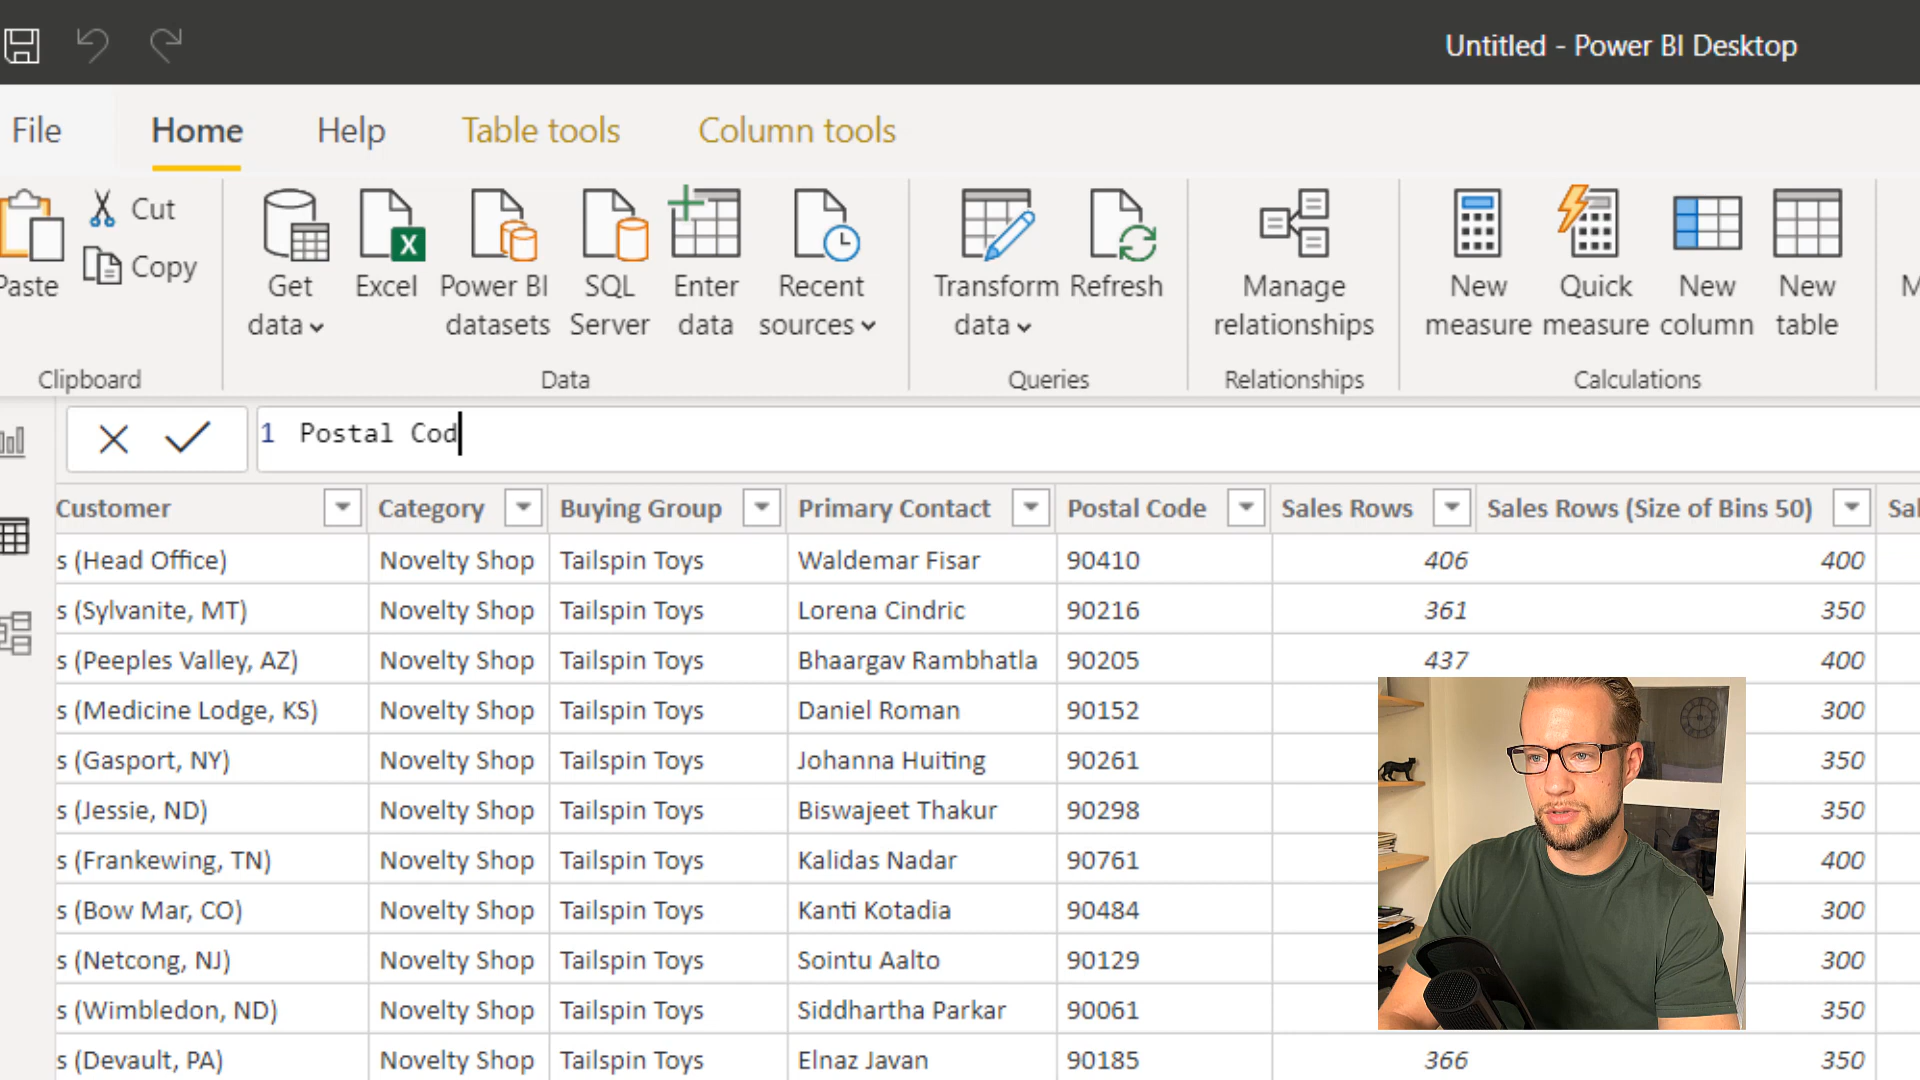 Untitled - Power BI Desktop
File Home Help Table tools Column tools
Paste
Cut
Copy
Get data
Excel
Power BI datasets
SQL Server
Enter data
Recent sources
Transform data
Refresh
Manage relationships
New measure
Quick measure
New column
New table
M
Clipboard Data Queries Relationships Calculations
1 Postal Cod
Customer Category Buying Group Primary Contact Postal Code Sales Rows Sales Rows (Size of Bins 50) Sal
s (Head Office) Novelty Shop Tailspin Toys Waldemar Fisar 90410 406 400
s (Sylvanite, MT) Novelty Shop Tailspin Toys Lorena Cindric 90216 361 350
s (Peeples Valley, AZ) Novelty Shop Tailspin Toys Bhaargav Rambhatla 90205 437 400
s (Medicine Lodge, KS) Novelty Shop Tailspin Toys Daniel Roman 90152 300
s (Gasport, NY) Novelty Shop Tailspin Toys Johanna Huiting 90261 350
s (Jessie, ND) Novelty Shop Tailspin Toys Biswajeet Thakur 90298 350
s (Frankewing, TN) Novelty Shop Tailspin Toys Kalidas Nadar 90761 400
s (Bow Mar, CO) Novelty Shop Tailspin Toys Kanti Kotadia 90484 300
s (Netcong, NJ) Novelty Shop Tailspin Toys Sointu Aalto 90129 300
s (Wimbledon, ND) Novelty Shop Tailspin Toys Siddhartha Parkar 90061 350
s (Devault, PA) Novelty Shop Tailspin Toys Elnaz Javan 90185 366 350